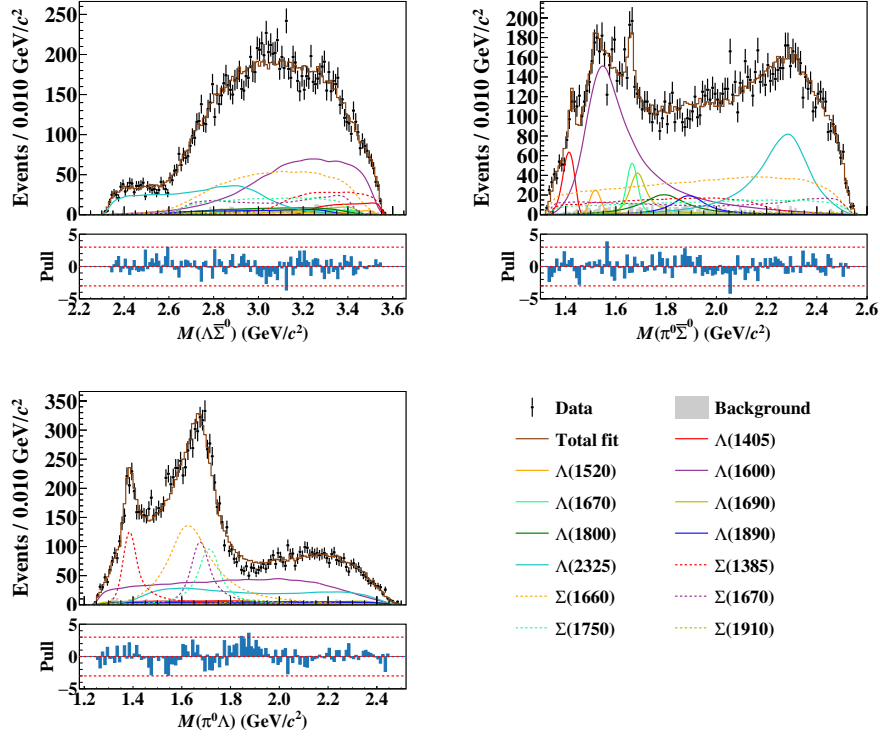 Events / 0.010 GeV/c²
250
200
150
100
50
0
Pull
5
0
−5
2.0 2.2 2.4 2.6 2.8 3.0 3.2 3.4 3.6
M(ΛΣ̅⁰) (GeV/c²)
Events / 0.010 GeV/c²
200
180
160
140
120
100
80
60
40
20
0
Pull
5
0
−5
1.4 1.6 1.8 2.0 2.2 2.4 2.6
M(π⁰Σ̅⁰) (GeV/c²)
Events / 0.010 GeV/c²
350
300
250
200
150
100
50
0
Pull
5
0
−5
1.2 1.4 1.6 1.8 2.0 2.2 2.4
M(π⁰Λ) (GeV/c²)
Data Background
Total fit Λ(1405)
Λ(1520) Λ(1600)
Λ(1670) Λ(1690)
Λ(1800) Λ(1890)
Λ(2325) Σ(1385)
Σ(1660) Σ(1670)
Σ(1750) Σ(1910)